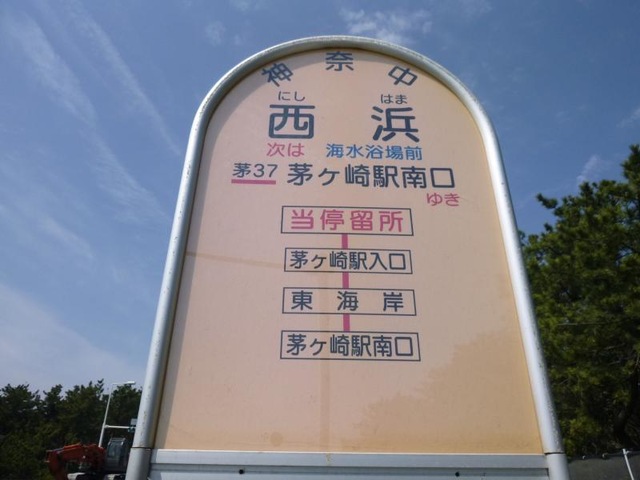 神奈中
にし はま
西浜
次は 海水浴場前
茅37 茅ヶ崎駅南口
ゆき
当停留所
茅ヶ崎駅入口
東海岸
茅ヶ崎駅南口